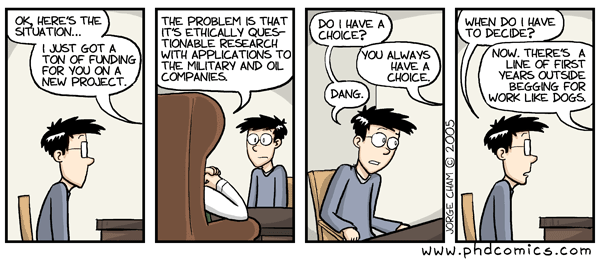 OK, HERE'S THE
SITUATION...
I JUST GOT A
TON OF FUNDING
FOR YOU ON A
NEW PROJECT.
THE PROBLEM IS THAT
IT'S ETHICALLY QUES-
TIONABLE RESEARCH
WITH APPLICATIONS TO
THE MILITARY AND OIL
COMPANIES.
DO I HAVE A
CHOICE?
YOU ALWAYS
HAVE A
CHOICE.
DANG.
WHEN DO I HAVE
TO DECIDE?
NOW. THERE'S A
LINE OF FIRST
YEARS OUTSIDE
BEGGING FOR
WORK LIKE DOGS.
JORGE CHAM © 2005
www.phdcomics.com